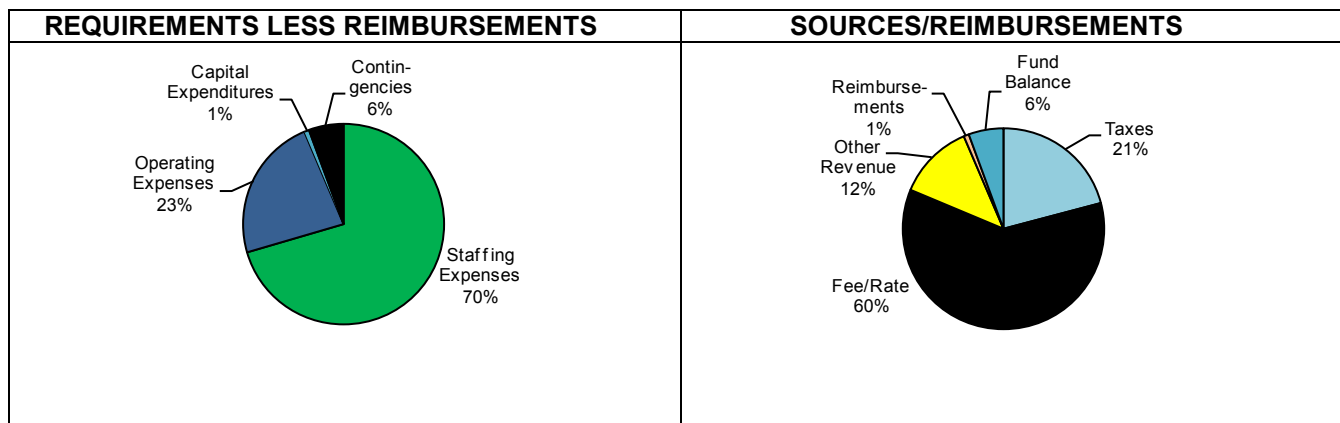 REQUIREMENTS LESS REIMBURSEMENTS
Capital
Expenditures
1%
Contin-
gencies
6%
Operating
Expenses
23%
Staffing
Expenses
70%
SOURCES/REIMBURSEMENTS
Reimburse-
ments
1%
Fund
Balance
6%
Taxes
21%
Other
Revenue
12%
Fee/Rate
60%